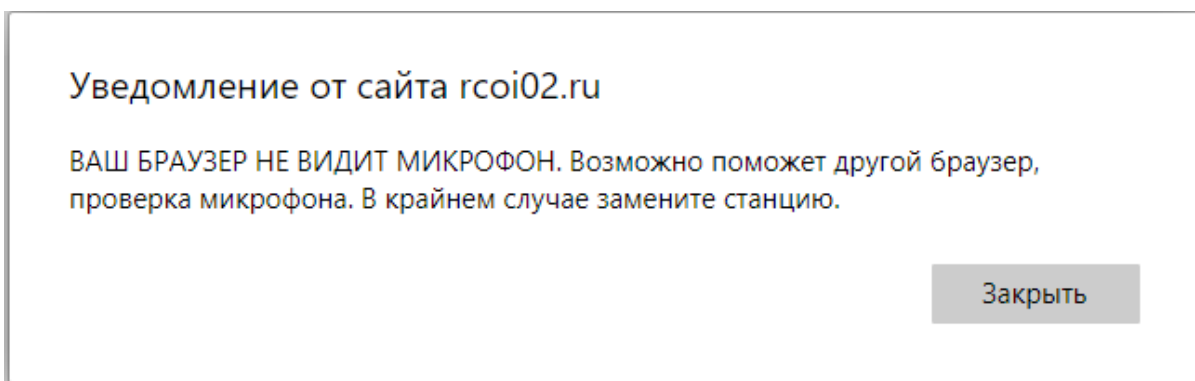 Уведомление от сайта rcoi02.ru
ВАШ БРАУЗЕР НЕ ВИДИТ МИКРОФОН. Возможно поможет другой браузер,
проверка микрофона. В крайнем случае замените станцию.
Закрыть